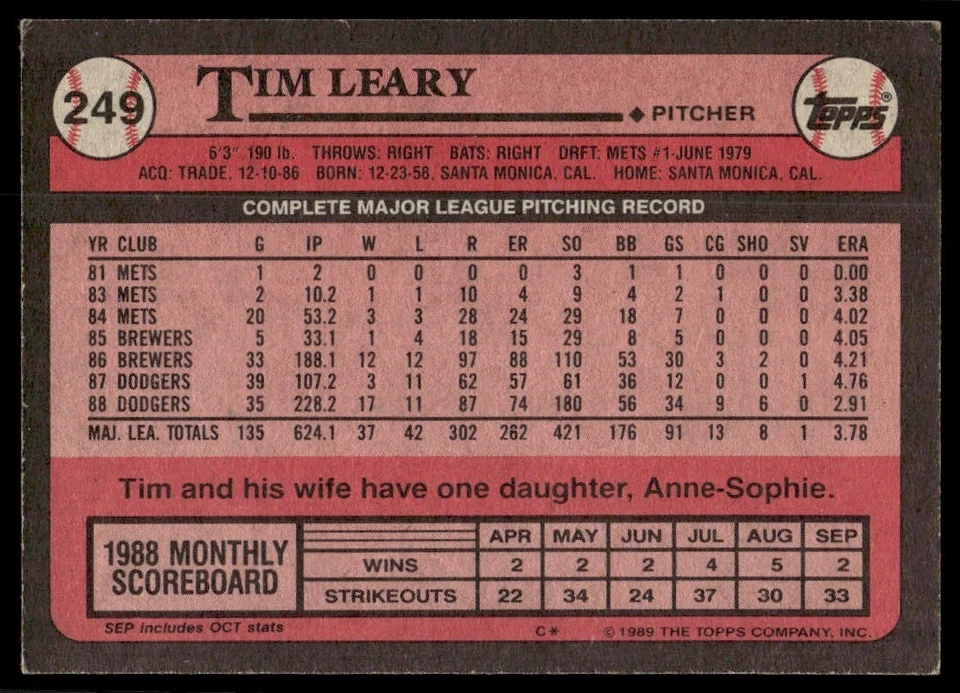 249
TIM LEARY
◆ PITCHER
TOPPS®
6'3" 190 lb. THROWS: RIGHT BATS: RIGHT DRFT: METS #1-JUNE 1979
ACQ: TRADE, 12-10-86 BORN: 12-23-58, SANTA MONICA, CAL. HOME: SANTA MONICA, CAL.
COMPLETE MAJOR LEAGUE PITCHING RECORD
YR CLUB G IP W L R ER SO BB GS CG SHO SV ERA
81 METS 1 2 0 0 0 0 3 1 1 0 0 0 0.00
83 METS 2 10.2 1 1 10 4 9 4 2 1 0 0 3.38
84 METS 20 53.2 3 3 28 24 29 18 7 0 0 0 4.02
85 BREWERS 5 33.1 1 4 18 15 29 8 5 0 0 0 4.05
86 BREWERS 33 188.1 12 12 97 88 110 53 30 3 2 0 4.21
87 DODGERS 39 107.2 3 11 62 57 61 36 12 0 0 1 4.76
88 DODGERS 35 228.2 17 11 87 74 180 56 34 9 6 0 2.91
MAJ. LEA. TOTALS 135 624.1 37 42 302 262 421 176 91 13 8 1 3.78
Tim and his wife have one daughter, Anne-Sophie.
1988 MONTHLY
SCOREBOARD
APR MAY JUN JUL AUG SEP
WINS 2 2 2 4 5 2
STRIKEOUTS 22 34 24 37 30 33
SEP includes OCT stats
C* © 1989 THE TOPPS COMPANY, INC.